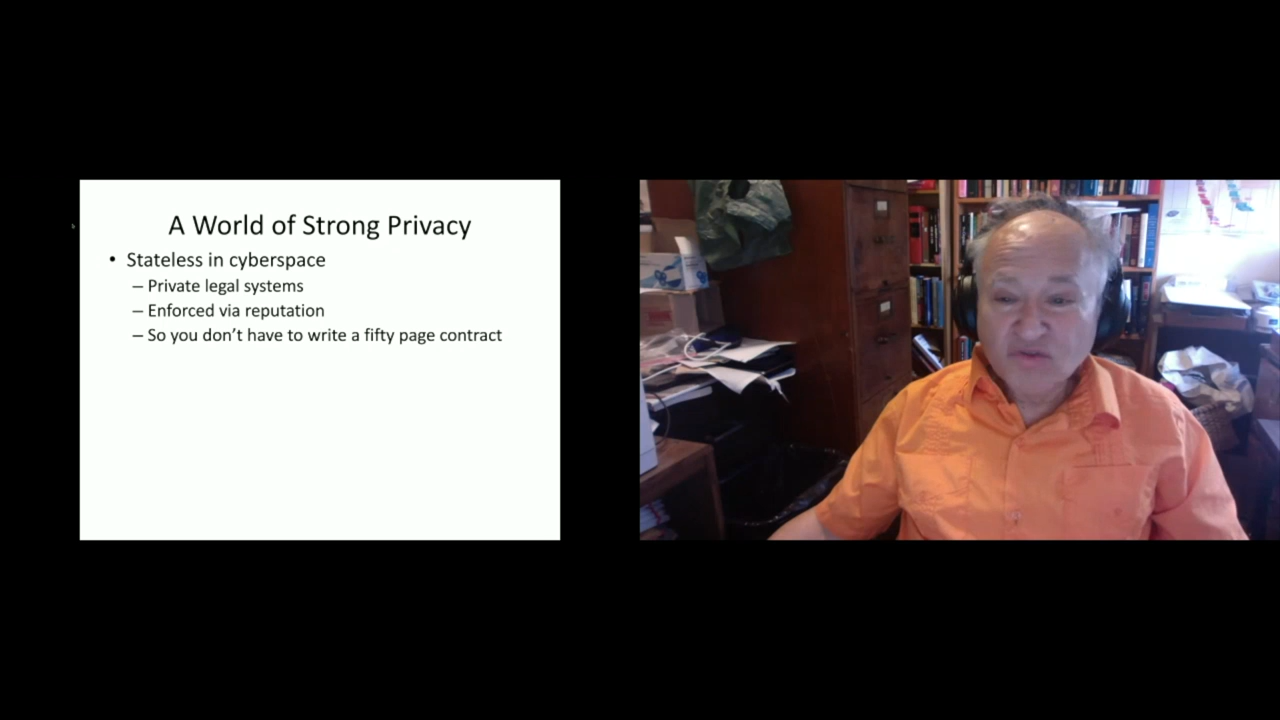 A World of Strong Privacy
• Stateless in cyberspace
– Private legal systems
– Enforced via reputation
– So you don’t have to write a fifty page contract